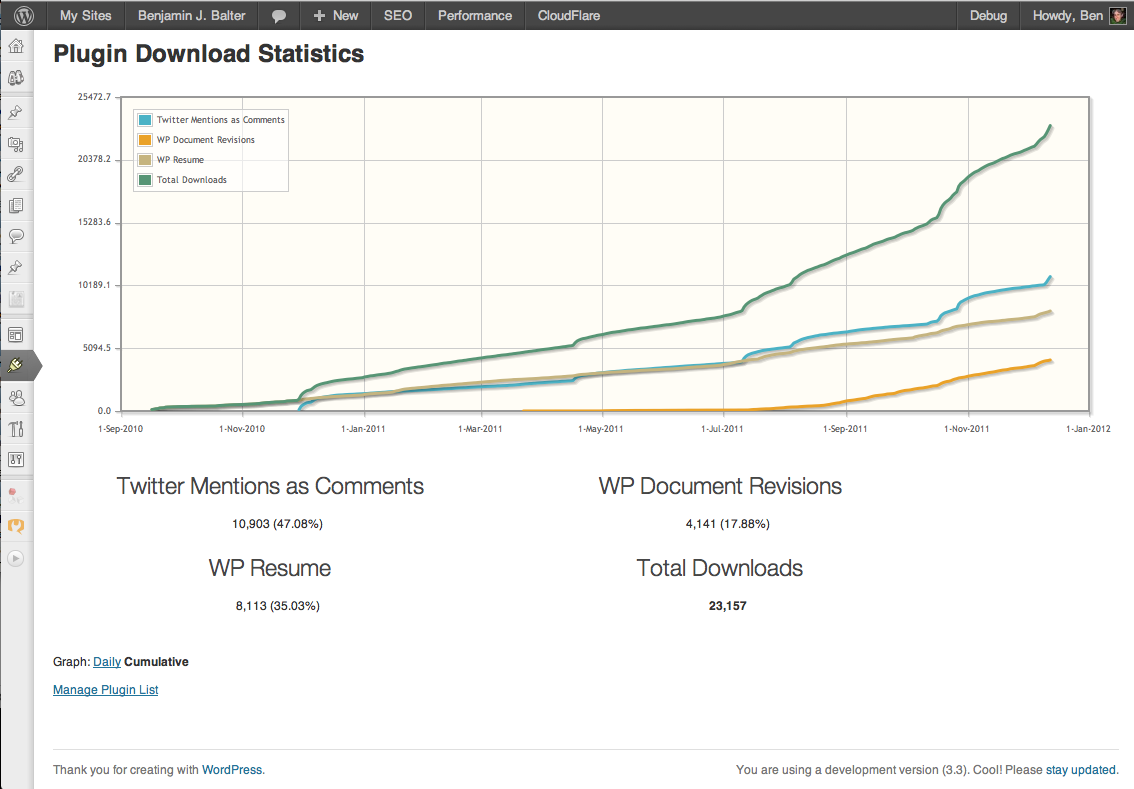 My Sites Benjamin J. Balter + New SEO Performance CloudFlare Debug Howdy, Ben
Plugin Download Statistics
25472.7
20378.2
15283.6
10189.1
5094.5
0.0
Twitter Mentions as Comments
WP Document Revisions
WP Resume
Total Downloads
1-Sep-2010 1-Nov-2010 1-Jan-2011 1-Mar-2011 1-May-2011 1-Jul-2011 1-Sep-2011 1-Nov-2011 1-Jan-2012
Twitter Mentions as Comments WP Document Revisions
10,903 (47.08%) 4,141 (17.88%)
WP Resume Total Downloads
8,113 (35.03%) 23,157
Graph: Daily Cumulative
Manage Plugin List
Thank you for creating with WordPress. You are using a development version (3.3). Cool! Please stay updated.